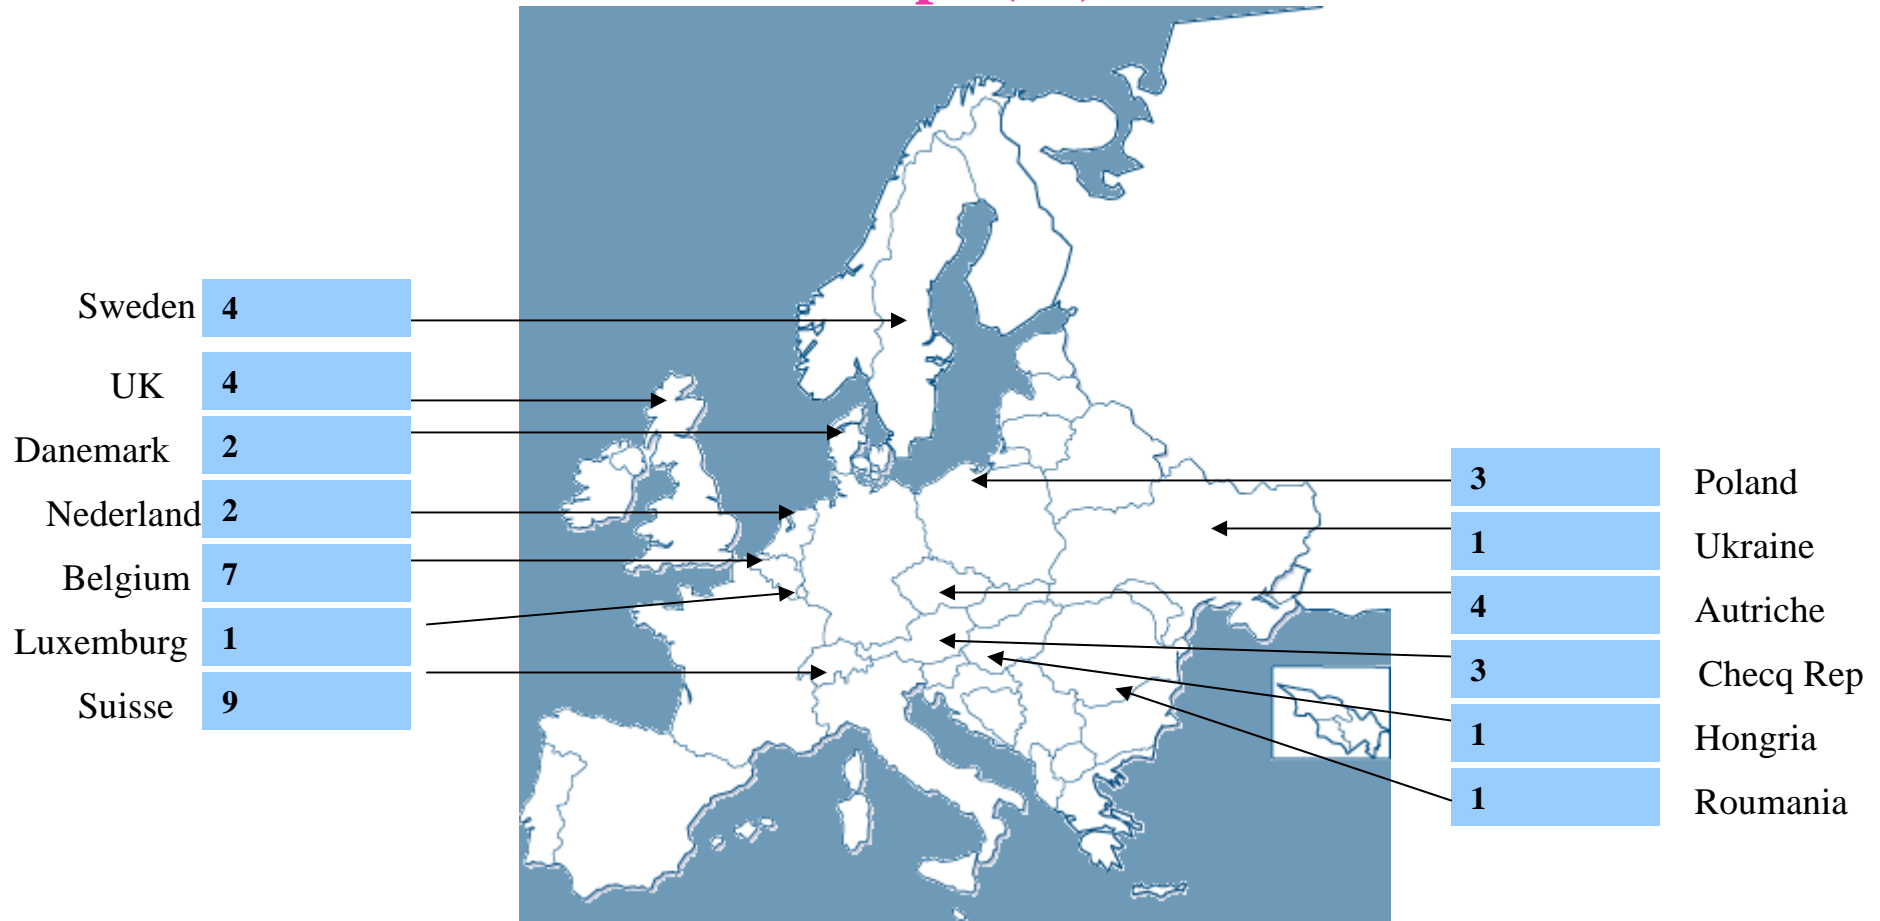 Sweden 4
UK 4
Danemark 2
Nederland 2
Belgium 7
Luxemburg 1
Suisse 9
3 Poland
1 Ukraine
4 Autriche
3 Checq Rep
1 Hongria
1 Roumania